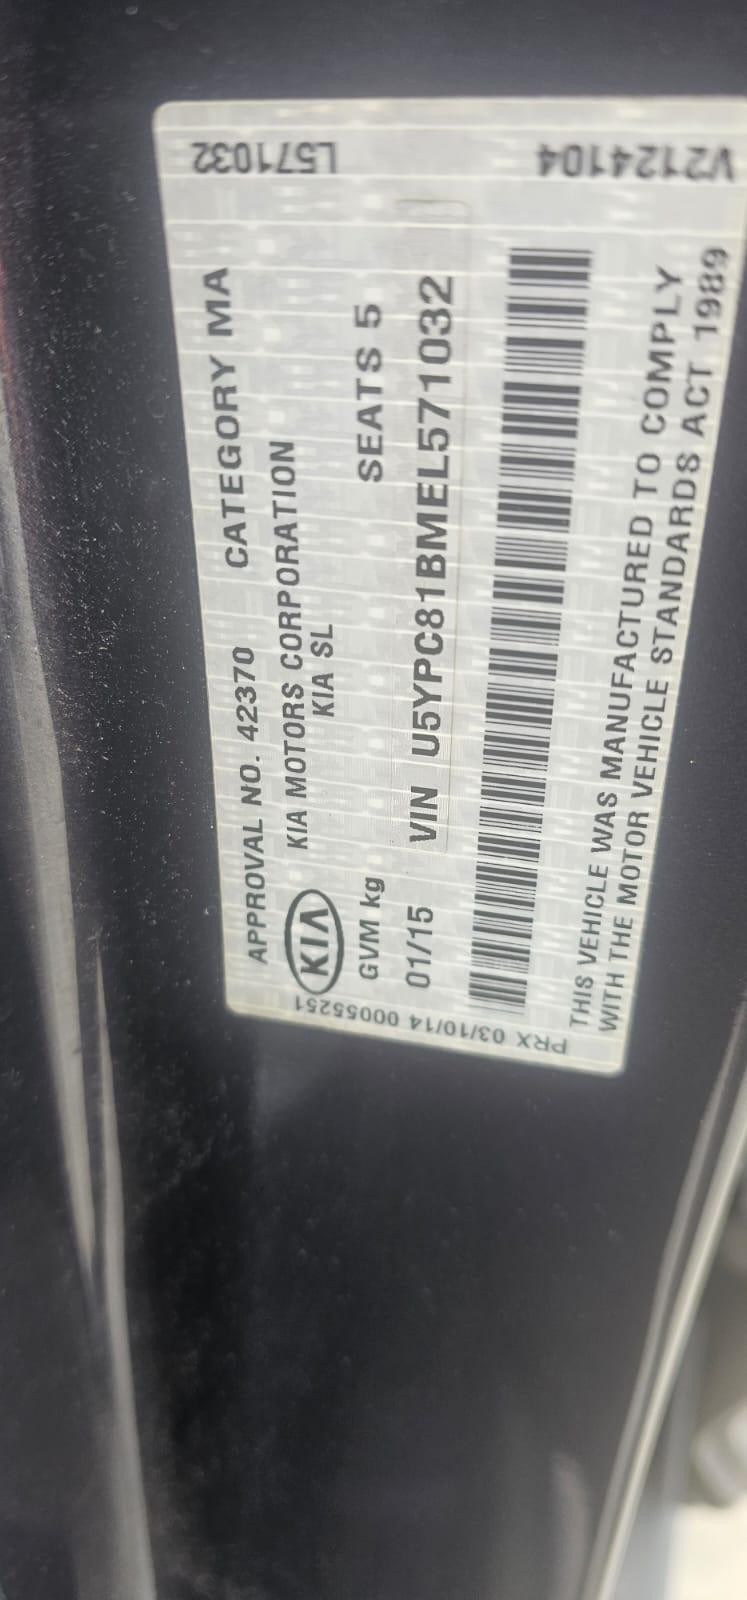 L571032
V2124104
APPROVAL NO. 42370 CATEGORY MA
KIA MOTORS CORPORATION
KIA SL
KIA
GVM kg SEATS 5
01/15 VIN U5YPC81BMEL571032
THIS VEHICLE WAS MANUFACTURED TO COMPLY
WITH THE MOTOR VEHICLE STANDARDS ACT 1989
PRX 03/10/14 00055251